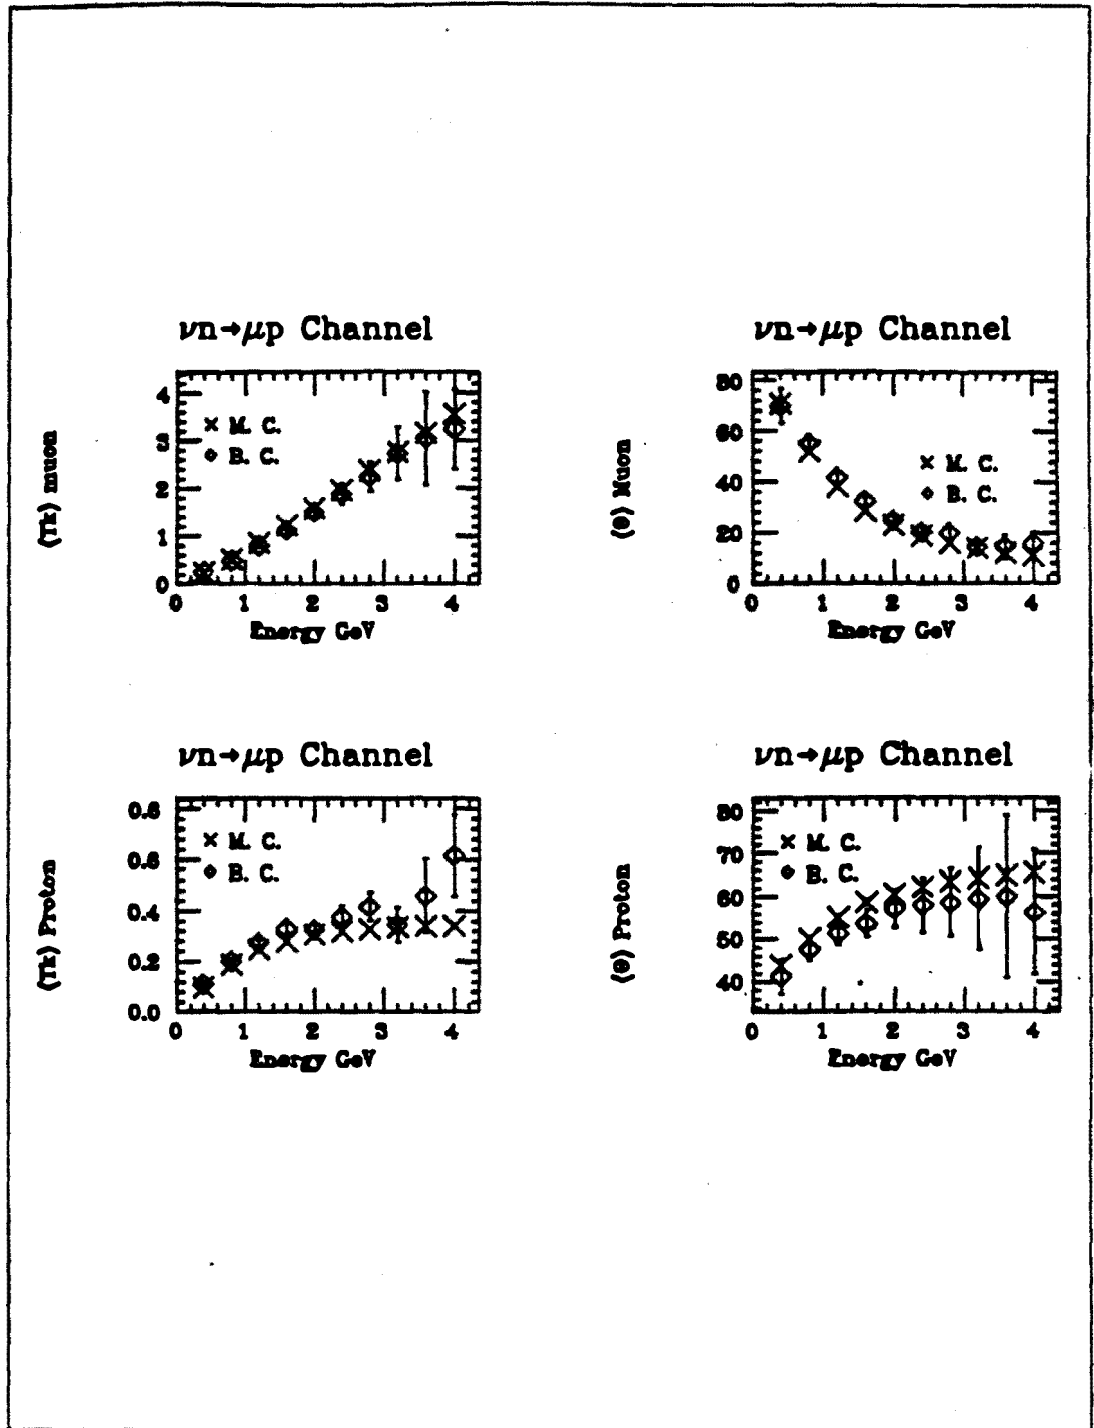 νn→μp Channel
⟨Tk⟩ muon
4
3
2
1
0
× M. C.
◇ B. C.
0 1 2 3 4
Energy GeV
νn→μp Channel
⟨Θ⟩ Muon
80
60
40
20
0
× M. C.
◇ B. C.
0 1 2 3 4
Energy GeV
νn→μp Channel
⟨Tk⟩ Proton
0.6
0.4
0.2
0.0
× M. C.
◇ B. C.
0 1 2 3 4
Energy GeV
νn→μp Channel
⟨Θ⟩ Proton
80
70
60
50
40
× M. C.
◇ B. C.
0 1 2 3 4
Energy GeV